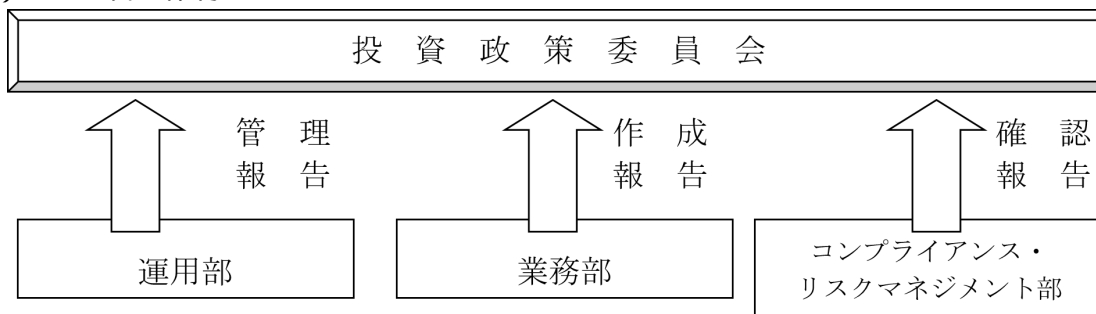 投資政策委員会
管理
報告
作成
報告
確認
報告
運用部
業務部
コンプライアンス・
リスクマネジメント部